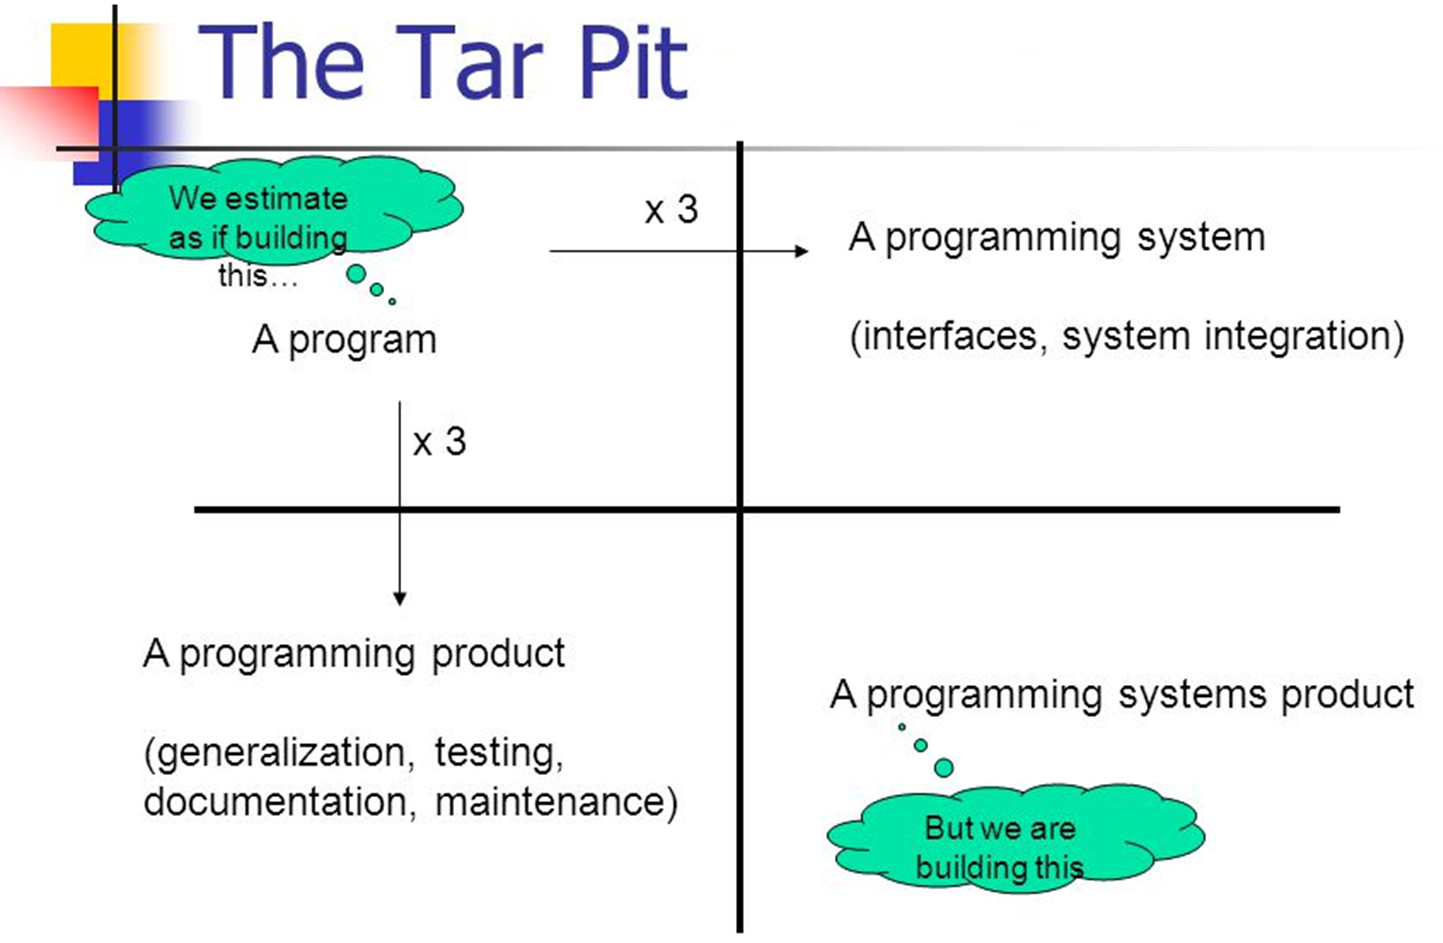 The Tar Pit
We estimate
as if building
this...
x 3
A programming system
(interfaces, system integration)
A program
x 3
A programming product
(generalization, testing,
documentation, maintenance)
A programming systems product
But we are
building this